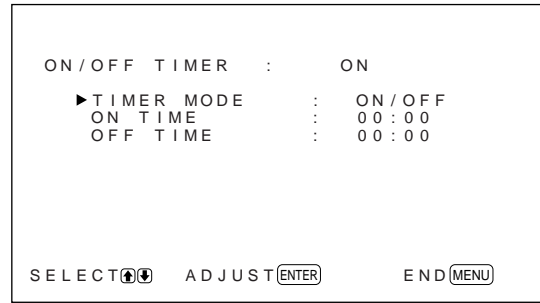 ON/OFF TIMER : ON
▶TIMER MODE : ON/OFF
ON TIME : 00:00
OFF TIME : 00:00
SELECT⬆⬇ ADJUST ENTER END MENU